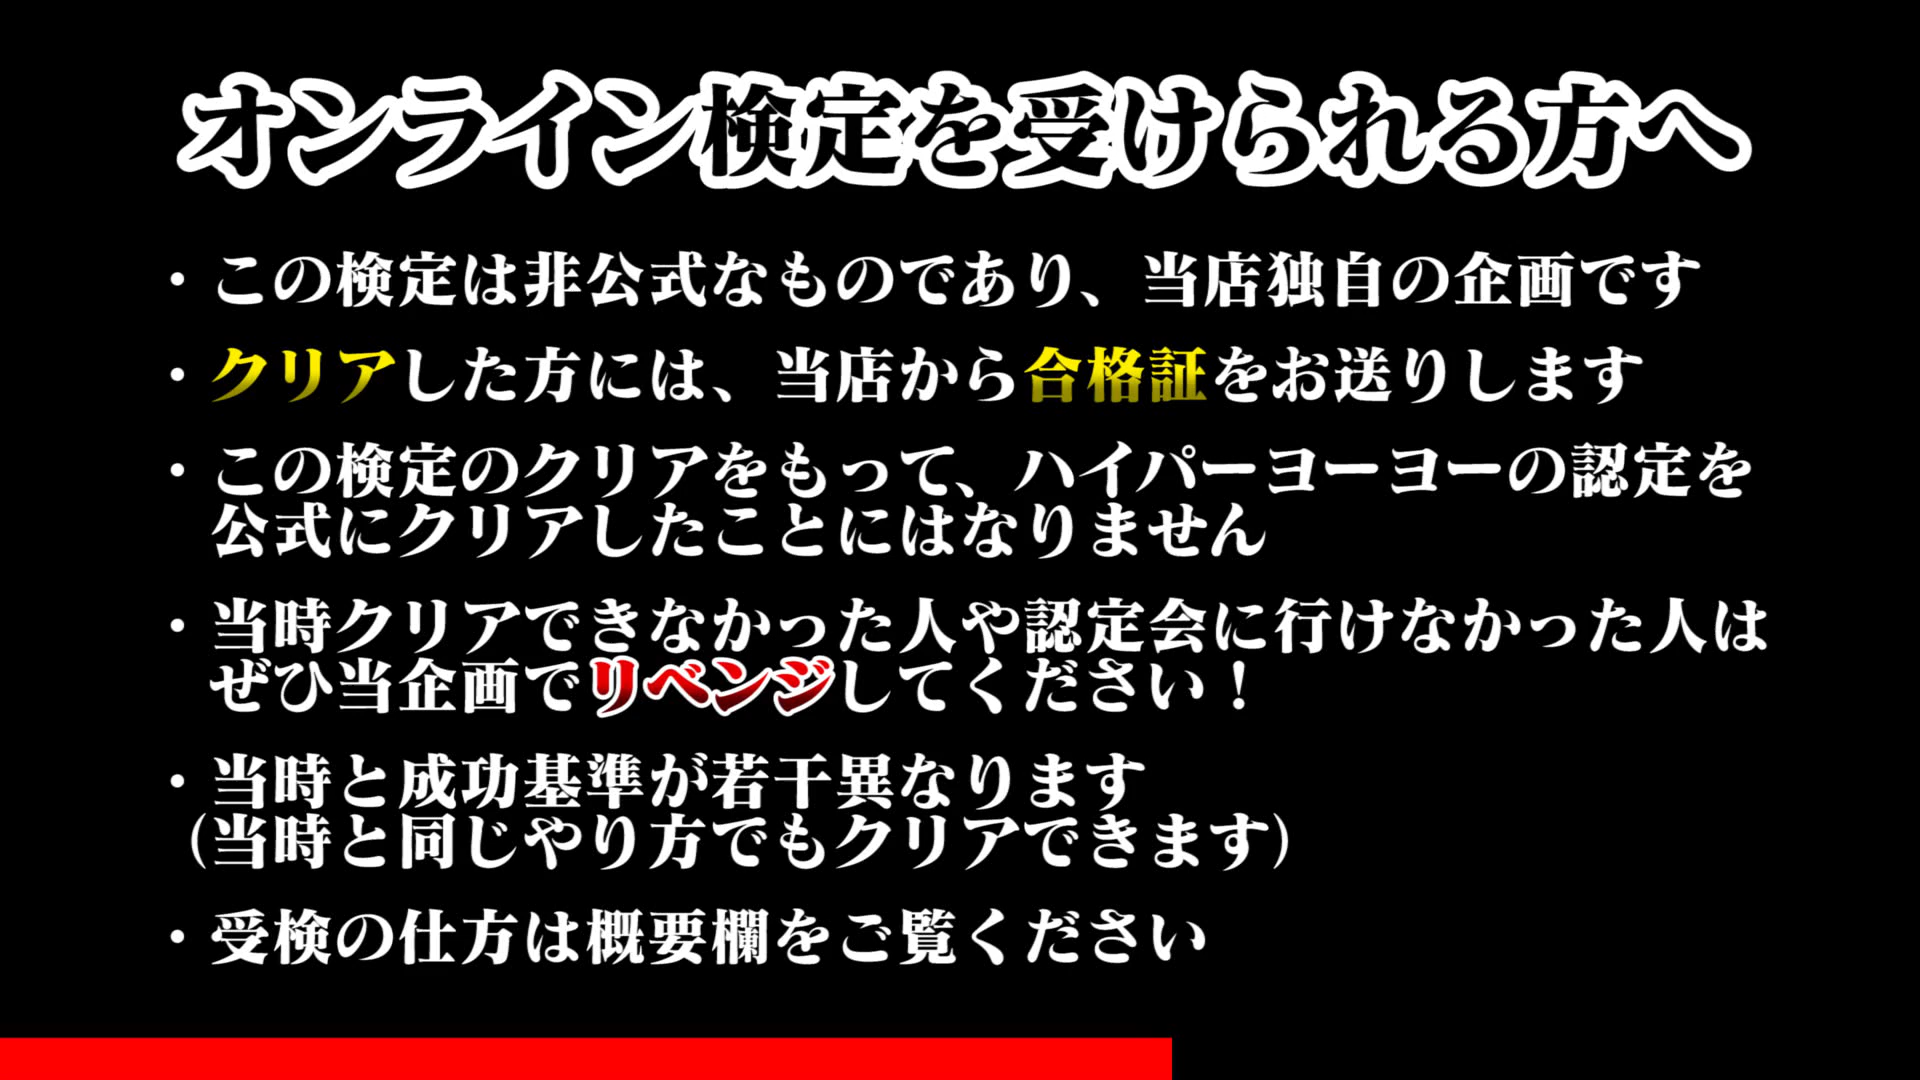 オンライン検定を受けられる方へ
・この検定は非公式なものであり、当店独自の企画です
・クリアした方には、当店から合格証をお送りします
・この検定のクリアをもって、ハイパーヨーヨーの認定を
公式にクリアしたことにはなりません
・当時クリアできなかった人や認定会に行けなかった人は
ぜひ当企画でリベンジしてください！
・当時と成功基準が若干異なります
(当時と同じやり方でもクリアできます)
・受検の仕方は概要欄をご覧ください